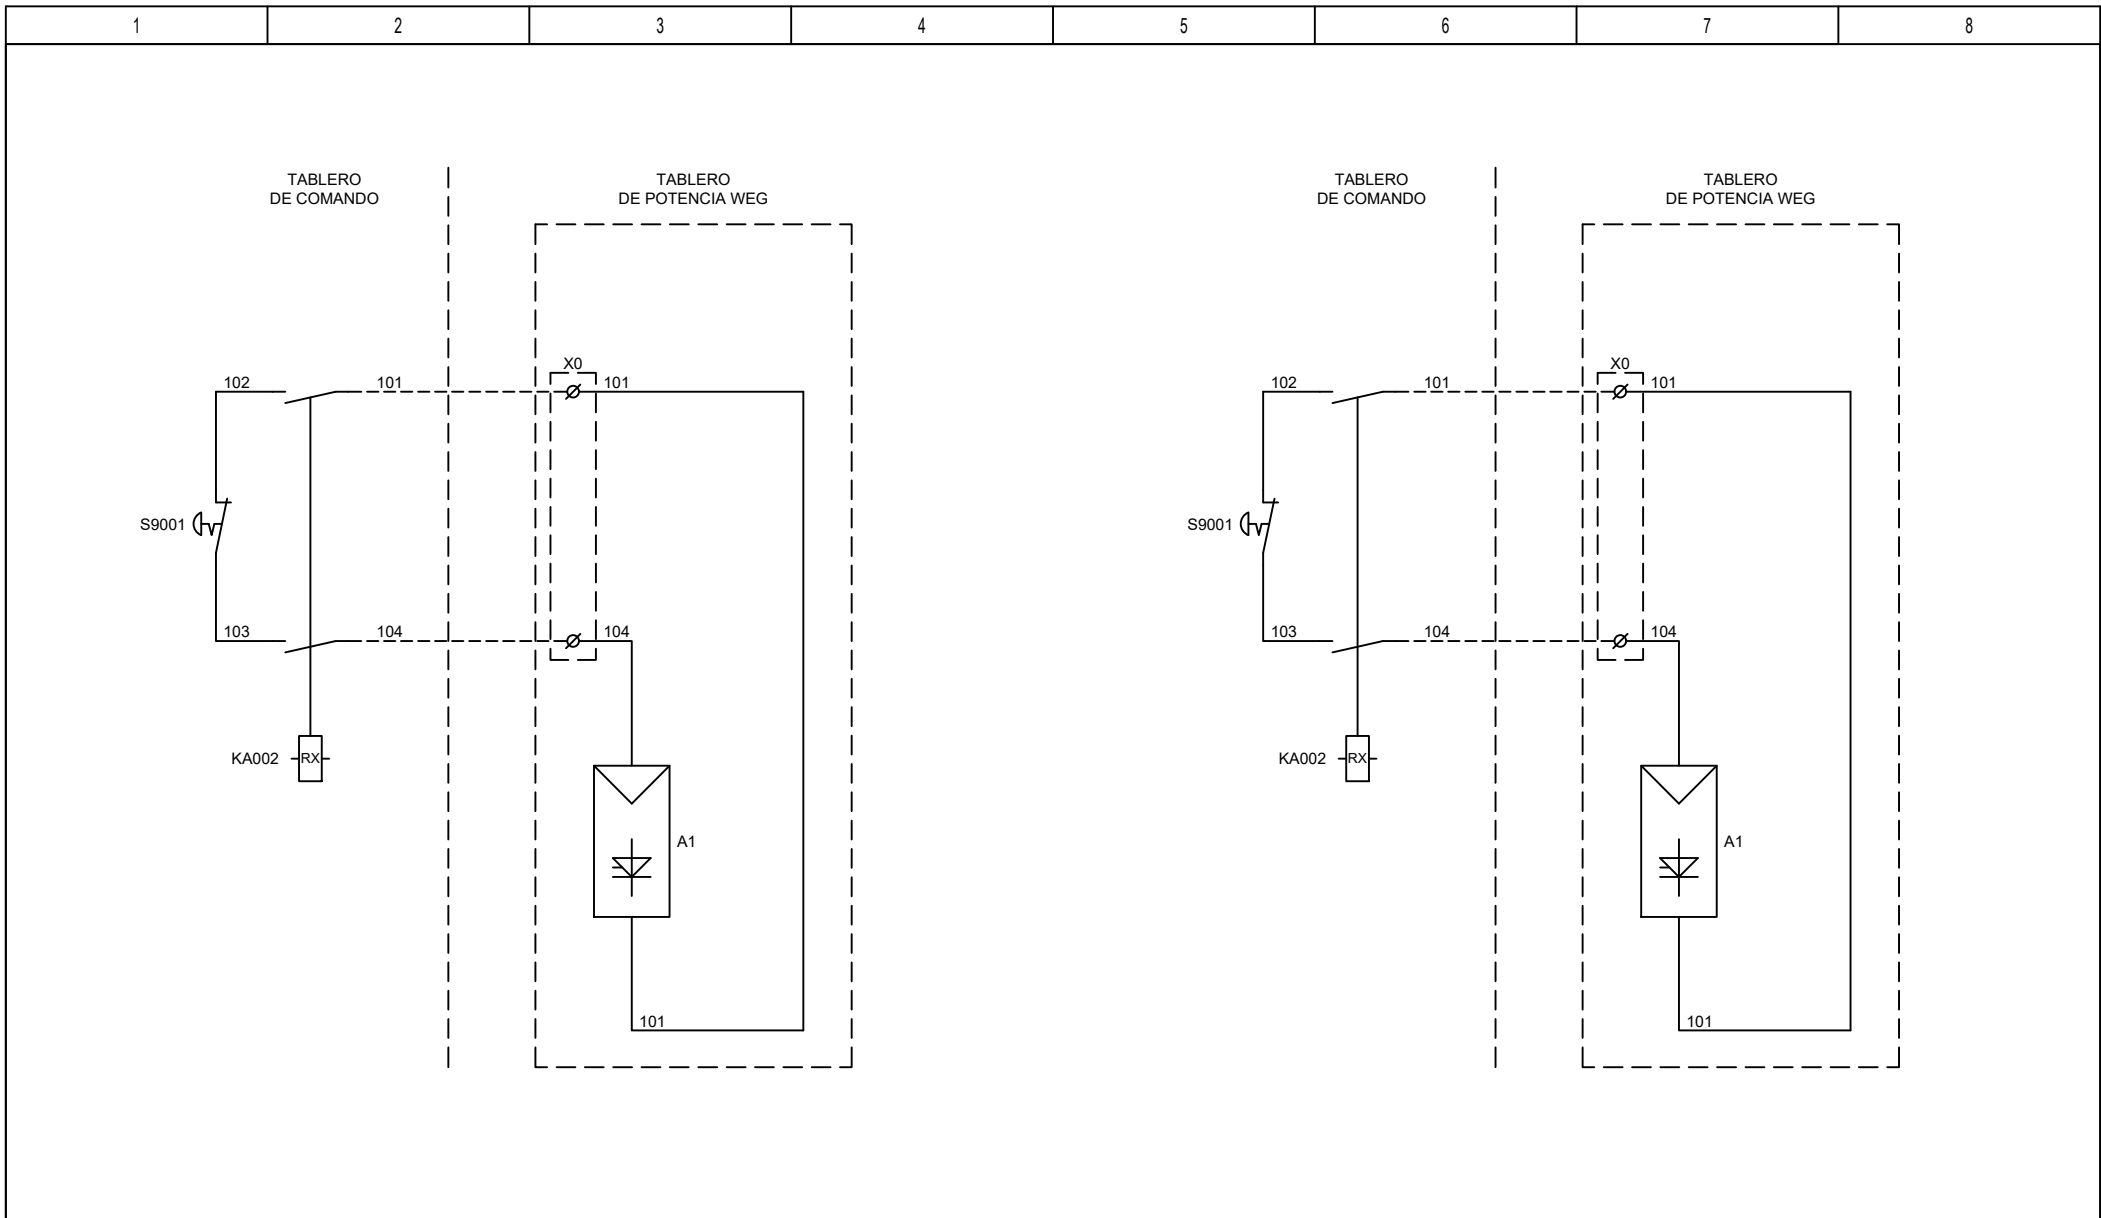 1 2 3 4 5 6 7 8
TABLERO
DE COMANDO
TABLERO
DE POTENCIA WEG
X0
102 101 101
S9001
103 104 104
KA002 RX
A1
101
TABLERO
DE COMANDO
TABLERO
DE POTENCIA WEG
X0
102 101 101
S9001
103 104 104
KA002 RX
A1
101